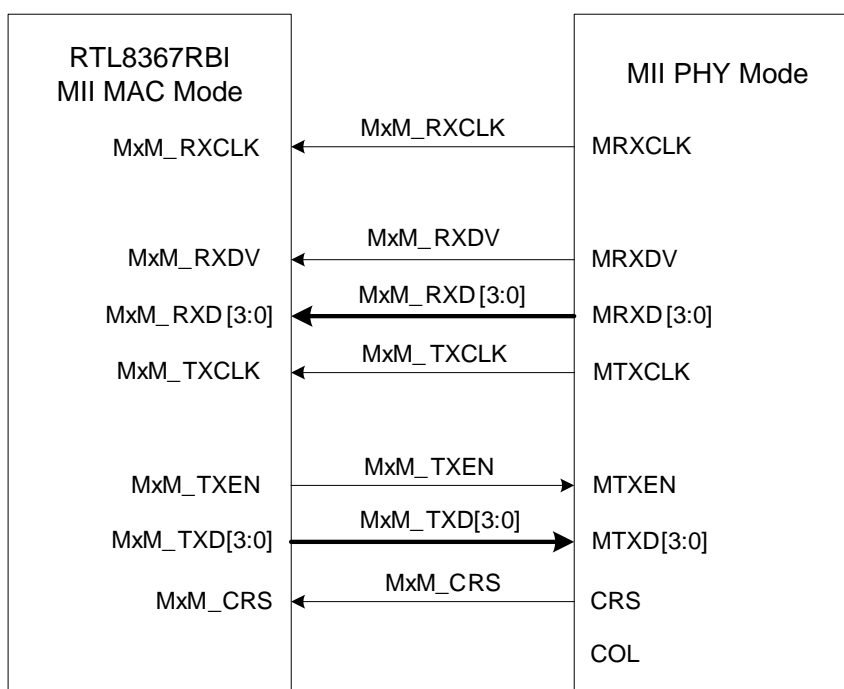 RTL8367RBI
MII MAC Mode
MII PHY Mode
MxM_RXCLK
MxM_RXCLK
MRXCLK
MxM_RXDV
MxM_RXDV
MRXDV
MxM_RXD[3:0]
MxM_RXD[3:0]
MRXD[3:0]
MxM_TXCLK
MxM_TXCLK
MTXCLK
MxM_TXEN
MxM_TXEN
MTXEN
MxM_TXD[3:0]
MxM_TXD[3:0]
MTXD[3:0]
MxM_CRS
MxM_CRS
CRS
COL